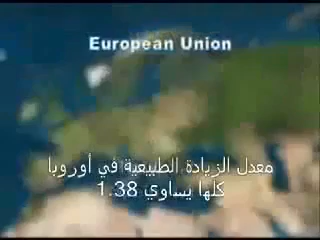 European Union
معدل الزيادة الطبيعية في أوروبا
كلها يساوي 1.38